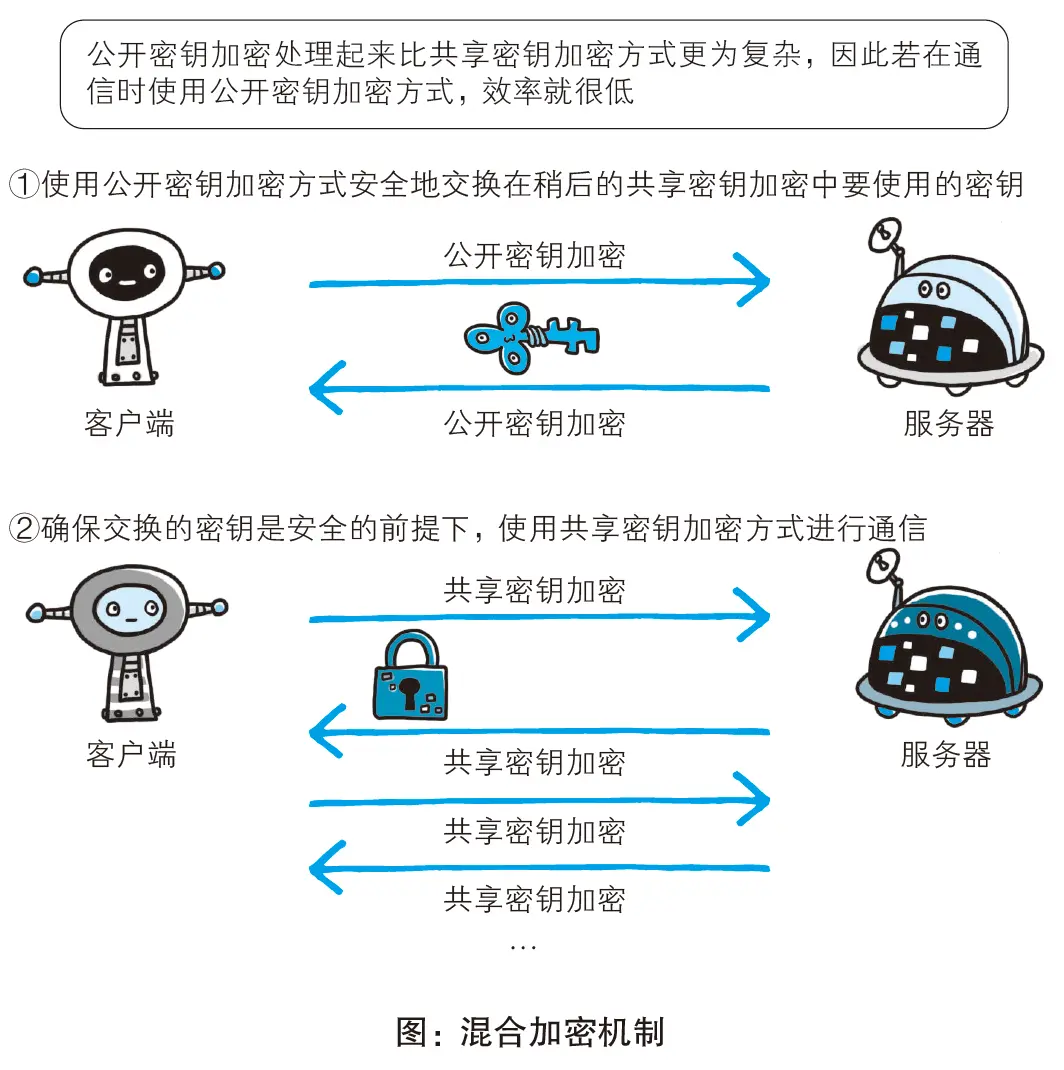 公开密钥加密处理起来比共享密钥加密方式更为复杂，因此若在通
信时使用公开密钥加密方式，效率就很低
①使用公开密钥加密方式安全地交换在稍后的共享密钥加密中要使用的密钥
公开密钥加密
公开密钥加密
客户端
服务器
②确保交换的密钥是安全的前提下，使用共享密钥加密方式进行通信
共享密钥加密
客户端
共享密钥加密
服务器
共享密钥加密
共享密钥加密
…
图：混合加密机制